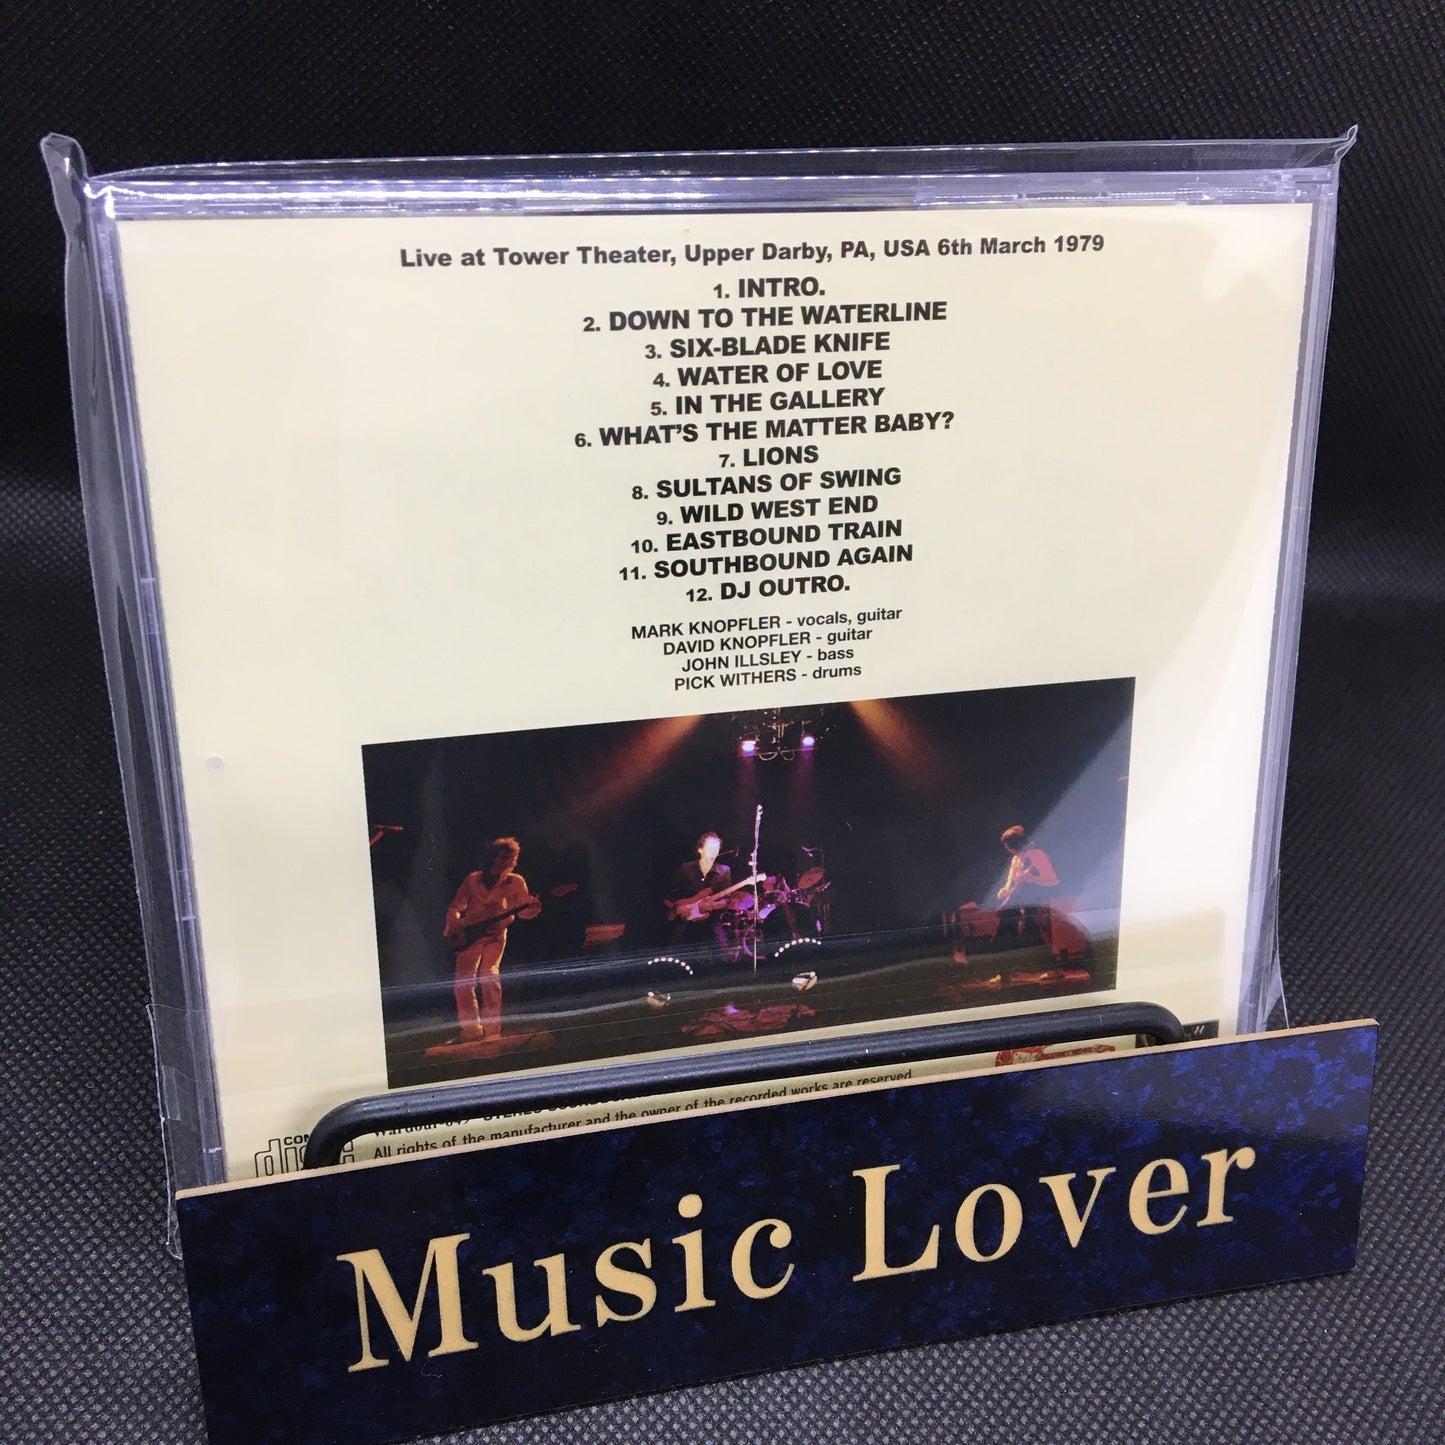 Live at Tower Theater, Upper Darby, PA, USA 6th March 1979
1. INTRO.
2. DOWN TO THE WATERLINE
3. SIX-BLADE KNIFE
4. WATER OF LOVE
5. IN THE GALLERY
6. WHAT'S THE MATTER BABY?
7. LIONS
8. SULTANS OF SWING
9. WILD WEST END
10. EASTBOUND TRAIN
11. SOUTHBOUND AGAIN
12. DJ OUTRO.
MARK KNOPFLER - vocals, guitar
DAVID KNOPFLER - guitar
JOHN ILLSLEY - bass
PICK WITHERS - drums
All rights of the manufacturer and the owner of the recorded works are reserved
Music Lover